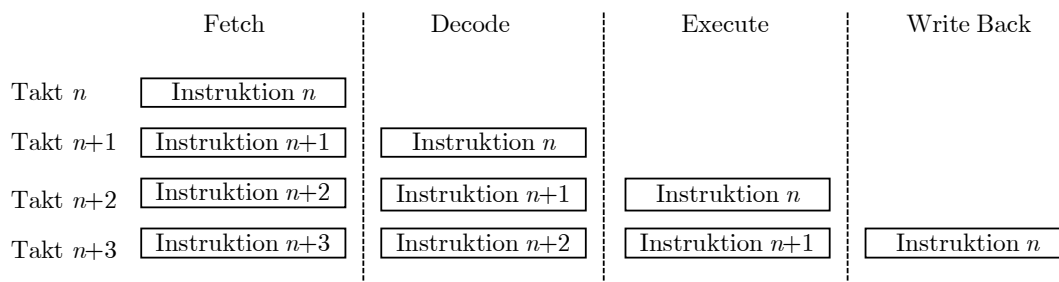 Fetch Decode Execute Write Back
Takt n Instruktion n
Takt n+1 Instruktion n+1 Instruktion n
Takt n+2 Instruktion n+2 Instruktion n+1 Instruktion n
Takt n+3 Instruktion n+3 Instruktion n+2 Instruktion n+1 Instruktion n